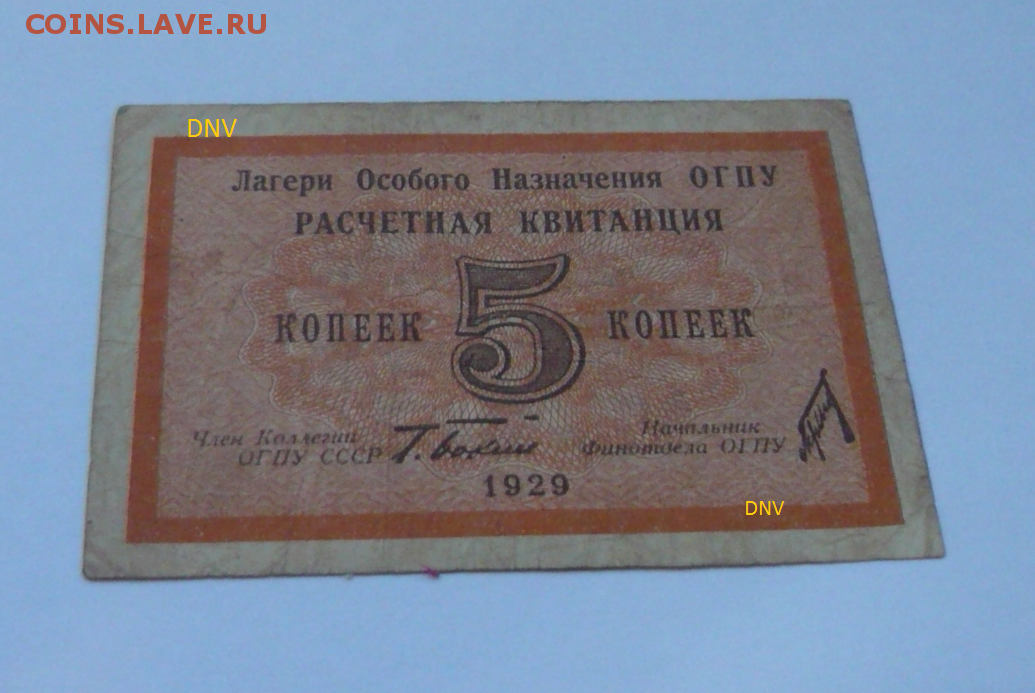 COINS.LAVE.RU
DNV
Лагери Особого Назначения ОГПУ
РАСЧЕТНАЯ КВИТАНЦИЯ
КОПЕЕК 5 КОПЕЕК
Член Коллегии
ОГПУ СССР
Г. Бокий
Начальник
Финотдела ОГПУ
1929
DNV